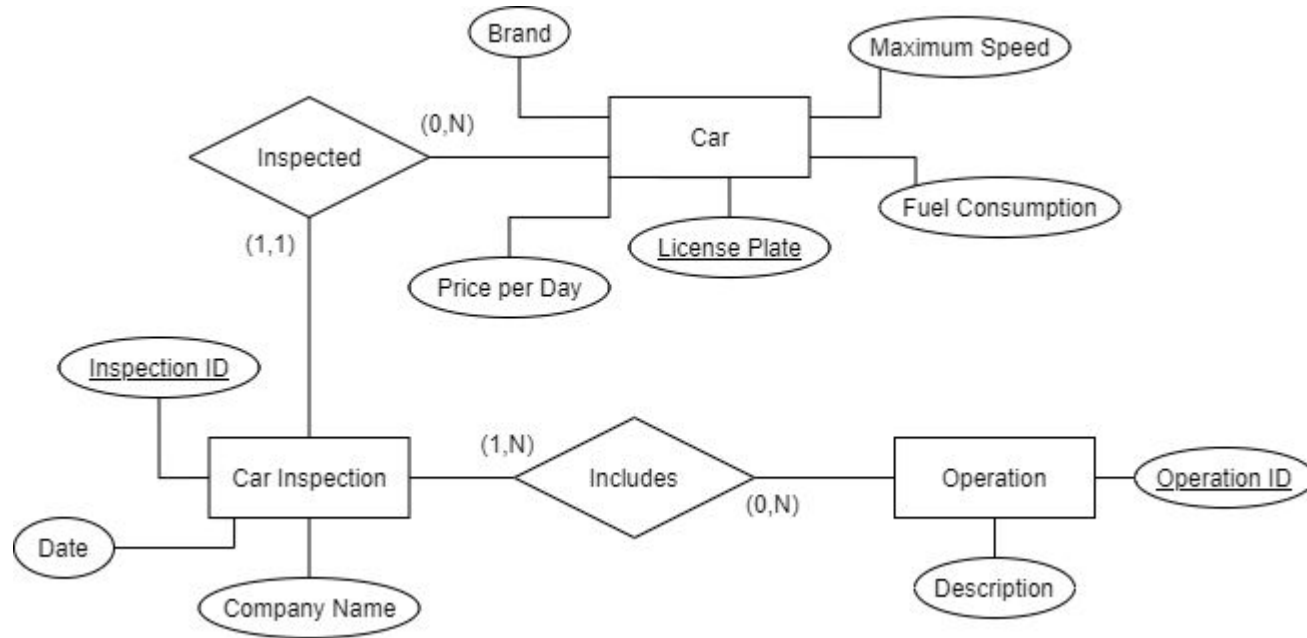 Brand
Maximum Speed
(0,N)
Car
Inspected
Fuel Consumption
(1,1)
License Plate
Price per Day
Inspection ID
(1,N)
Car Inspection
Includes
Operation
Operation ID
(0,N)
Date
Description
Company Name